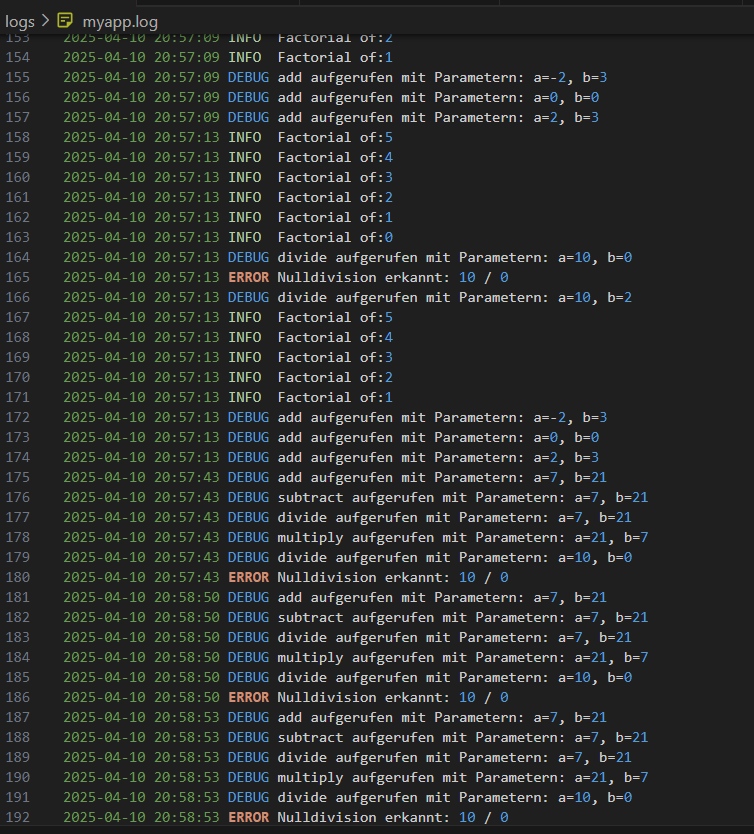 logs > myapp.log
153 2025-04-10 20:57:09 INFO Factorial of:2
154 2025-04-10 20:57:09 INFO Factorial of:1
155 2025-04-10 20:57:09 DEBUG add aufgerufen mit Parametern: a=-2, b=3
156 2025-04-10 20:57:09 DEBUG add aufgerufen mit Parametern: a=0, b=0
157 2025-04-10 20:57:09 DEBUG add aufgerufen mit Parametern: a=2, b=3
158 2025-04-10 20:57:13 INFO Factorial of:5
159 2025-04-10 20:57:13 INFO Factorial of:4
160 2025-04-10 20:57:13 INFO Factorial of:3
161 2025-04-10 20:57:13 INFO Factorial of:2
162 2025-04-10 20:57:13 INFO Factorial of:1
163 2025-04-10 20:57:13 INFO Factorial of:0
164 2025-04-10 20:57:13 DEBUG divide aufgerufen mit Parametern: a=10, b=0
165 2025-04-10 20:57:13 ERROR Nulldivision erkannt: 10 / 0
166 2025-04-10 20:57:13 DEBUG divide aufgerufen mit Parametern: a=10, b=2
167 2025-04-10 20:57:13 INFO Factorial of:5
168 2025-04-10 20:57:13 INFO Factorial of:4
169 2025-04-10 20:57:13 INFO Factorial of:3
170 2025-04-10 20:57:13 INFO Factorial of:2
171 2025-04-10 20:57:13 INFO Factorial of:1
172 2025-04-10 20:57:13 DEBUG add aufgerufen mit Parametern: a=-2, b=3
173 2025-04-10 20:57:13 DEBUG add aufgerufen mit Parametern: a=0, b=0
174 2025-04-10 20:57:13 DEBUG add aufgerufen mit Parametern: a=2, b=3
175 2025-04-10 20:57:43 DEBUG add aufgerufen mit Parametern: a=7, b=21
176 2025-04-10 20:57:43 DEBUG subtract aufgerufen mit Parametern: a=7, b=21
177 2025-04-10 20:57:43 DEBUG divide aufgerufen mit Parametern: a=7, b=21
178 2025-04-10 20:57:43 DEBUG multiply aufgerufen mit Parametern: a=21, b=7
179 2025-04-10 20:57:43 DEBUG divide aufgerufen mit Parametern: a=10, b=0
180 2025-04-10 20:57:43 ERROR Nulldivision erkannt: 10 / 0
181 2025-04-10 20:58:50 DEBUG add aufgerufen mit Parametern: a=7, b=21
182 2025-04-10 20:58:50 DEBUG subtract aufgerufen mit Parametern: a=7, b=21
183 2025-04-10 20:58:50 DEBUG divide aufgerufen mit Parametern: a=7, b=21
184 2025-04-10 20:58:50 DEBUG multiply aufgerufen mit Parametern: a=21, b=7
185 2025-04-10 20:58:50 DEBUG divide aufgerufen mit Parametern: a=10, b=0
186 2025-04-10 20:58:50 ERROR Nulldivision erkannt: 10 / 0
187 2025-04-10 20:58:53 DEBUG add aufgerufen mit Parametern: a=7, b=21
188 2025-04-10 20:58:53 DEBUG subtract aufgerufen mit Parametern: a=7, b=21
189 2025-04-10 20:58:53 DEBUG divide aufgerufen mit Parametern: a=7, b=21
190 2025-04-10 20:58:53 DEBUG multiply aufgerufen mit Parametern: a=21, b=7
191 2025-04-10 20:58:53 DEBUG divide aufgerufen mit Parametern: a=10, b=0
192 2025-04-10 20:58:53 ERROR Nulldivision erkannt: 10 / 0